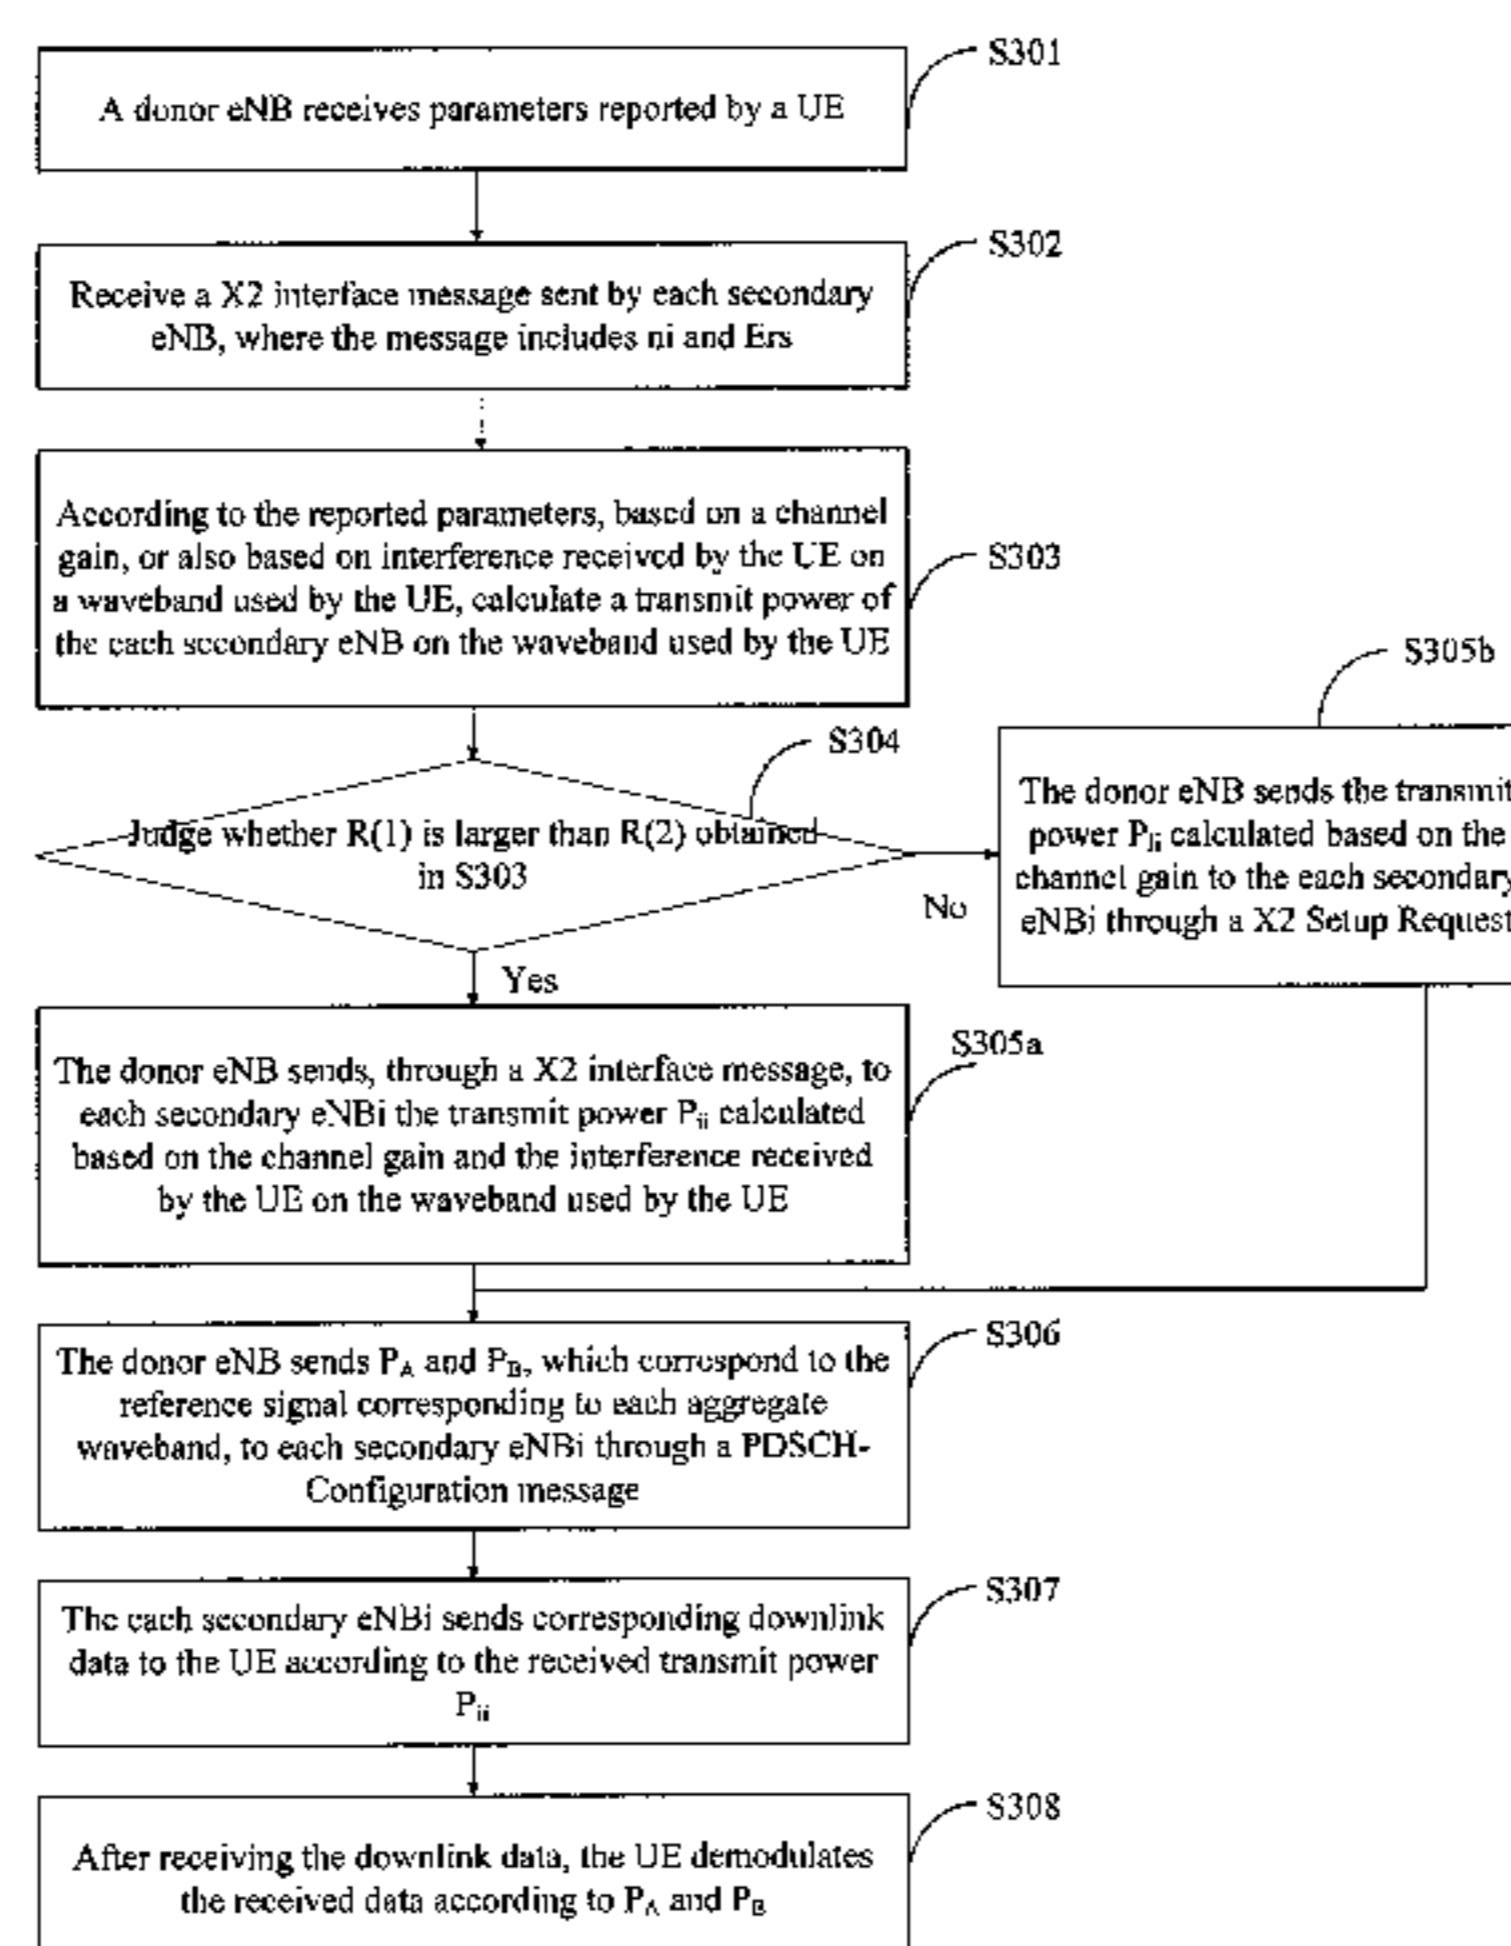 S301
A donor eNB receives parameters reported by a UE
S302
Receive a X2 interface message sent by each secondary
eNB, where the message includes ni and Ers
According to the reported parameters, based on a channel
gain, or also based on interference received by the UE on
a waveband used by the UE, calculate a transmit power of
the each secondary eNB on the waveband used by the UE
S303
S304
Judge whether R(1) is larger than R(2) obtained
in S303
No
Yes
S305b
The donor eNB sends the transmit
power Pji calculated based on the
channel gain to the each secondary
eNBi through a X2 Setup Request
S305a
The donor eNB sends, through a X2 interface message, to
each secondary eNBi the transmit power Pji calculated
based on the channel gain and the interference received
by the UE on the waveband used by the UE
S306
The donor eNB sends PA and PB, which correspond to the
reference signal corresponding to each aggregate
waveband, to each secondary eNBi through a PDSCH-
Configuration message
S307
The each secondary eNBi sends corresponding downlink
data to the UE according to the received transmit power
Pji
S308
After receiving the downlink data, the UE demodulates
the received data according to PA and PB